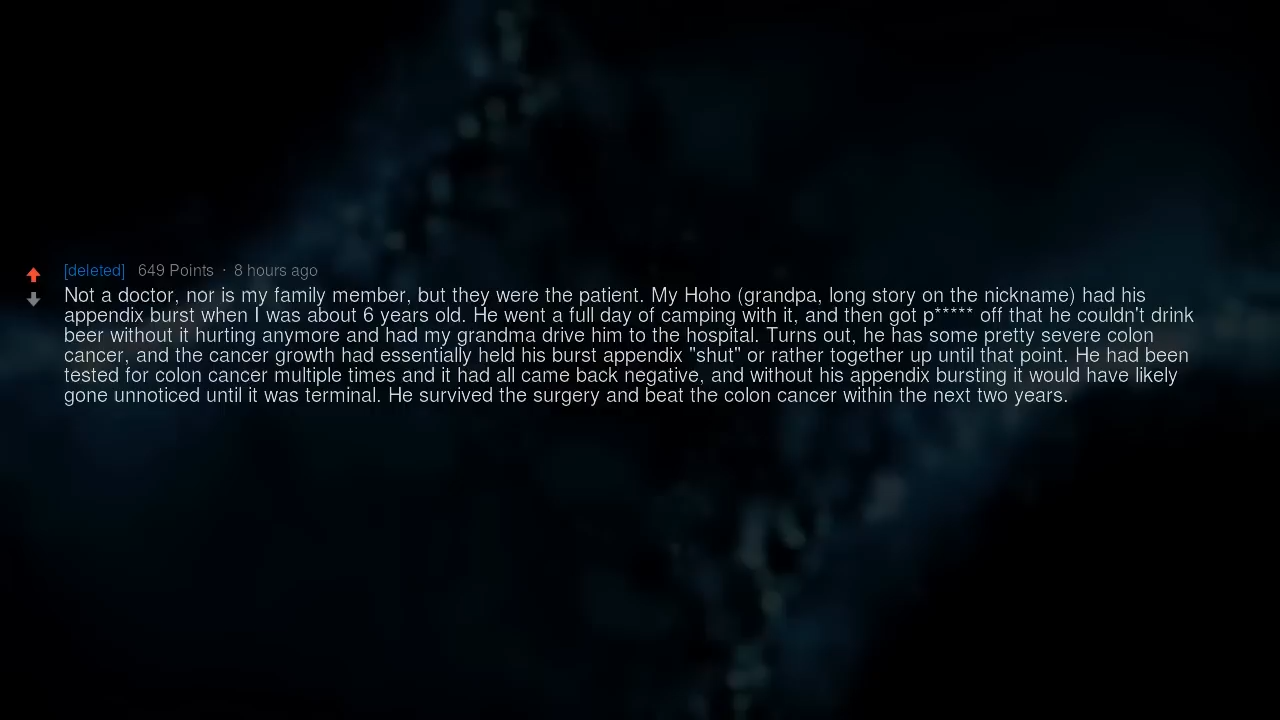 [deleted] 649 Points · 8 hours ago
Not a doctor, nor is my family member, but they were the patient. My Hoho (grandpa, long story on the nickname) had his
appendix burst when I was about 6 years old. He went a full day of camping with it, and then got p***** off that he couldn't drink
beer without it hurting anymore and had my grandma drive him to the hospital. Turns out, he has some pretty severe colon
cancer, and the cancer growth had essentially held his burst appendix "shut" or rather together up until that point. He had been
tested for colon cancer multiple times and it had all came back negative, and without his appendix bursting it would have likely
gone unnoticed until it was terminal. He survived the surgery and beat the colon cancer within the next two years.